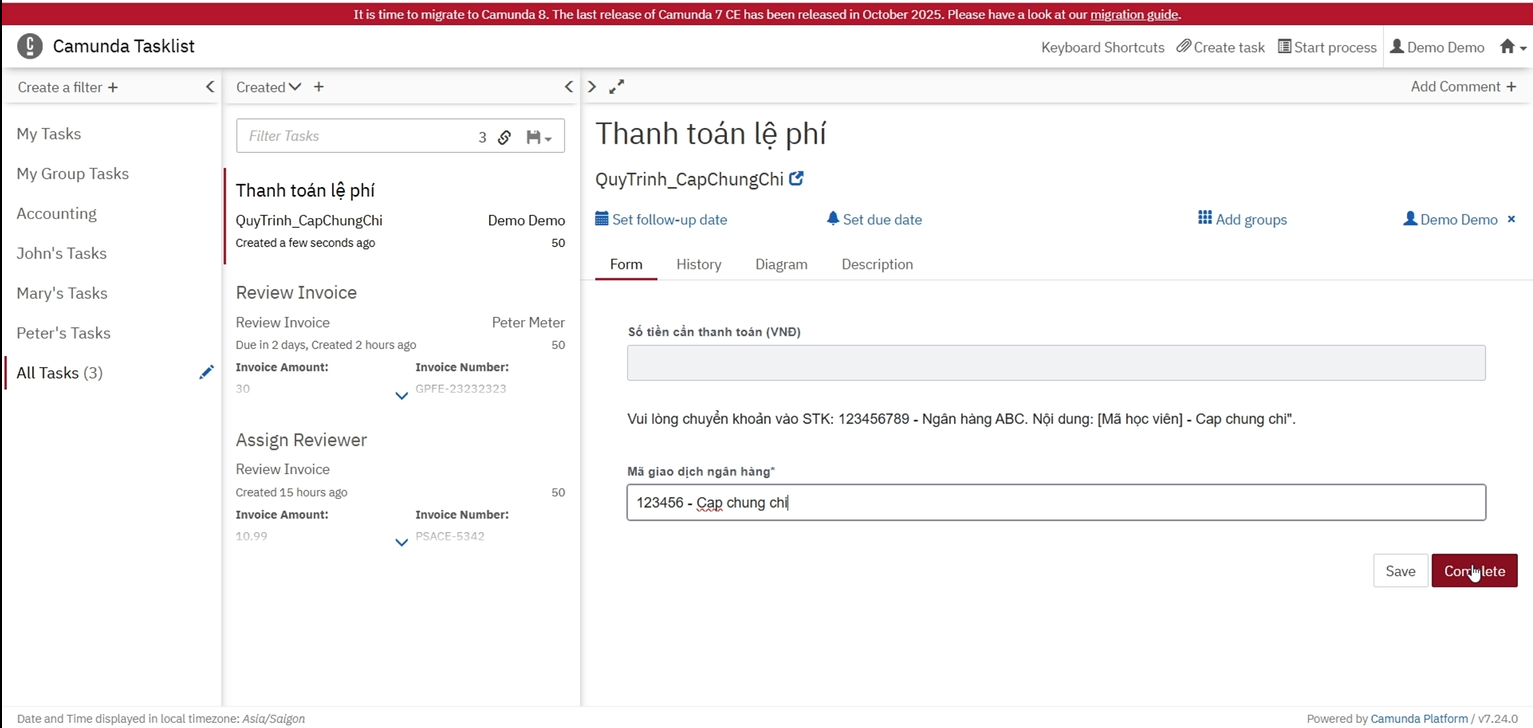 It is time to migrate to Camunda 8. The last release of Camunda 7 CE has been released in October 2025. Please have a look at our migration guide.
Camunda Tasklist
Keyboard Shortcuts Create task Start process Demo Demo
Create a filter +
Created +
Add Comment +
My Tasks
My Group Tasks
Accounting
John's Tasks
Mary's Tasks
Peter's Tasks
All Tasks (3)
Filter Tasks 3
Thanh toán lệ phí
QuyTrinh_CapChungChi Demo Demo
Created a few seconds ago 50
Review Invoice
Review Invoice Peter Meter
Due in 2 days, Created 2 hours ago 50
Invoice Amount: Invoice Number:
30 GPFE-23232323
Assign Reviewer
Review Invoice
Created 15 hours ago 50
Invoice Amount: Invoice Number:
10.99 PSACE-5342
Thanh toán lệ phí
QuyTrinh_CapChungChi
Set follow-up date Set due date Add groups Demo Demo ×
Form History Diagram Description
Số tiền cần thanh toán (VNĐ)
Vui lòng chuyển khoản vào STK: 123456789 - Ngân hàng ABC. Nội dung: [Mã học viên] - Cap chung chi".
Mã giao dịch ngân hàng*
123456 - Cap chung chi
Save Complete
Date and Time displayed in local timezone: Asia/Saigon
Powered by Camunda Platform / v7.24.0